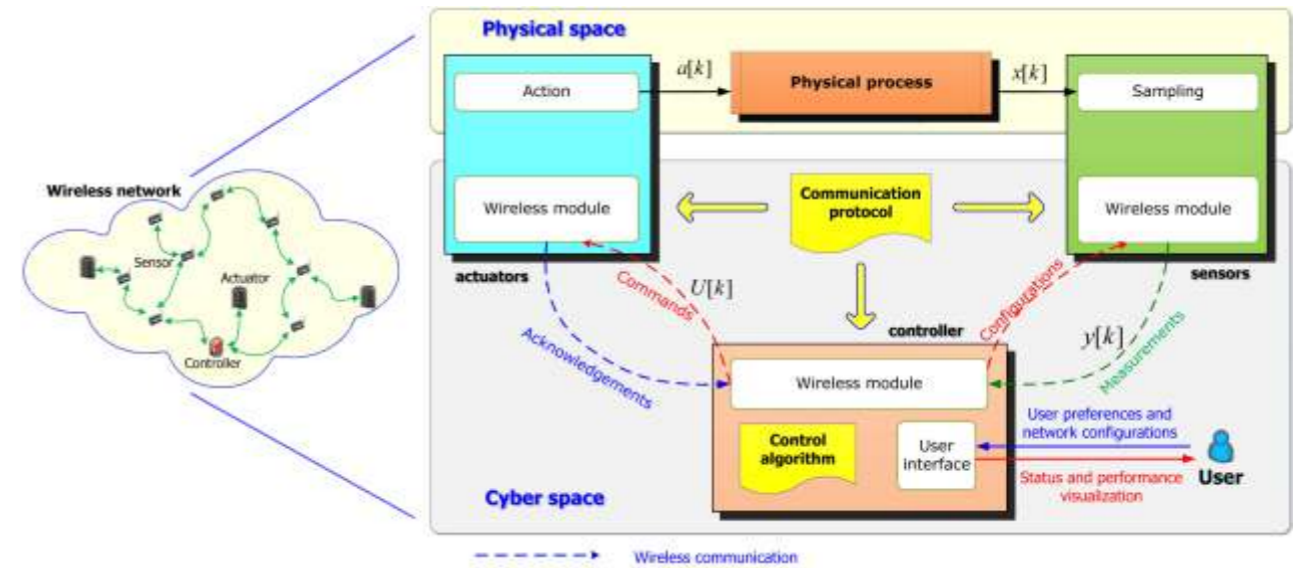 Physical space
Action
a[k]
Physical process
x[k]
Sampling
Wireless network
Sensor
Actuator
Controller
Wireless module
Communication
protocol
Wireless module
actuators
sensors
Commands
U[k]
Configurations
Acknowledgements
controller
y[k]
Measurements
Wireless module
Control
algorithm
User
interface
User preferences and
network configurations
User
Status and performance
visualization
Cyber space
Wireless communication